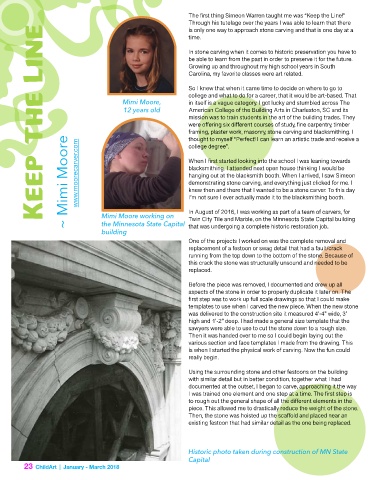 KEEP THE LINE
~ Mimi Moore
www.moorecarver.com
Mimi Moore,
12 years old
Mimi Moore working on
the Minnesota State Capital
building
The first thing Simeon Warren taught me was "Keep the Line!"
Through his tutelage over the years I was able to learn that there
is only one way to approach stone carving and that is one day at a
time.
In stone carving when it comes to historic preservation you have to
be able to learn from the past in order to preserve it for the future.
Growing up and throughout my high school years in South
Carolina, my favorite classes were art related.
So I knew that when it came time to decide on where to go to
college and what to do for a career, that it would be art-based. That
in itself is a vague category. I got lucky and stumbled across The
American College of the Building Arts in Charleston, SC and its
mission was to train students in the art of the building trades. They
were offering six different courses of study, fine carpentry, timber
framing, plaster work, masonry, stone carving and blacksmithing. I
thought to myself "Perfect! I can learn an artistic trade and receive a
college degree".
When I first started looking into the school I was leaning towards
blacksmithing. I attended next open house thinking I would be
hanging out at the blacksmith booth. When I arrived, I saw Simeon
demonstrating stone carving, and everything just clicked for me. I
knew then and there that I wanted to be a stone carver. To this day
I'm not sure I ever actually made it to the blacksmithing booth.
In August of 2016, I was working as part of a team of carvers, for
Twin City Tile and Marble, on the Minnesota State Capitol building
that was undergoing a complete historic restoration job.
One of the projects I worked on was the complete removal and
replacement of a festoon or swag detail that had a fault/crack
running from the top down to the bottom of the stone. Because of
this crack the stone was structurally unsound and needed to be
replaced.
Before the piece was removed, I documented and drew up all
aspects of the stone in order to properly duplicate it later on. The
first step was to work up full scale drawings so that I could make
templates to use when I carved the new piece. When the new stone
was delivered to the construction site it measured 4'-4" wide, 3'
high and 1'-2" deep. I had made a general size template that the
sawyers were able to use to cut the stone down to a rough size.
Then it was handed over to me so I could begin laying out the
various section and face templates I made from the drawing. This
is when I started the physical work of carving. Now the fun could
really begin.
Using the surrounding stone and other festoons on the building
with similar detail but in better condition, together what I had
documented at the outset, I began to carve, approaching it the way
I was trained one element and one step at a time. The first step is
to rough out the general shape of all the different elements in the
piece. This allowed me to drastically reduce the weight of the stone.
Then, the stone was hoisted up the scaffold and placed near an
existing festoon that had similar detail as the one being replaced.
Historic photo taken during construction of MN State
Capital
23 ChildArt | January - March 2018